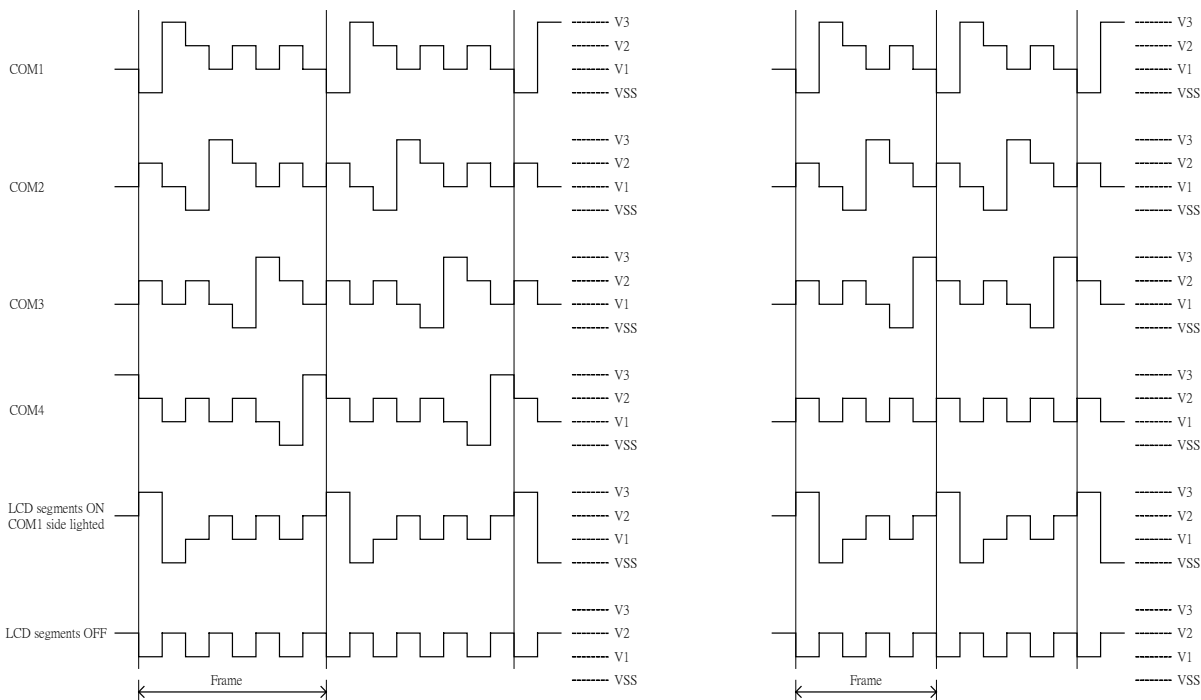 V3
V3
V2
V2
COM1
V1
V1
VSS
VSS
V3
V3
V2
V2
COM2
V1
V1
VSS
VSS
V3
V3
V2
V2
COM3
V1
V1
VSS
VSS
V3
V3
V2
V2
COM4
V1
V1
VSS
VSS
V3
V3
LCD segments ON
COM1 side lighted
V2
V2
V1
V1
VSS
VSS
V3
V3
LCD segments OFF
V2
V2
V1
V1
Frame
Frame
VSS
VSS